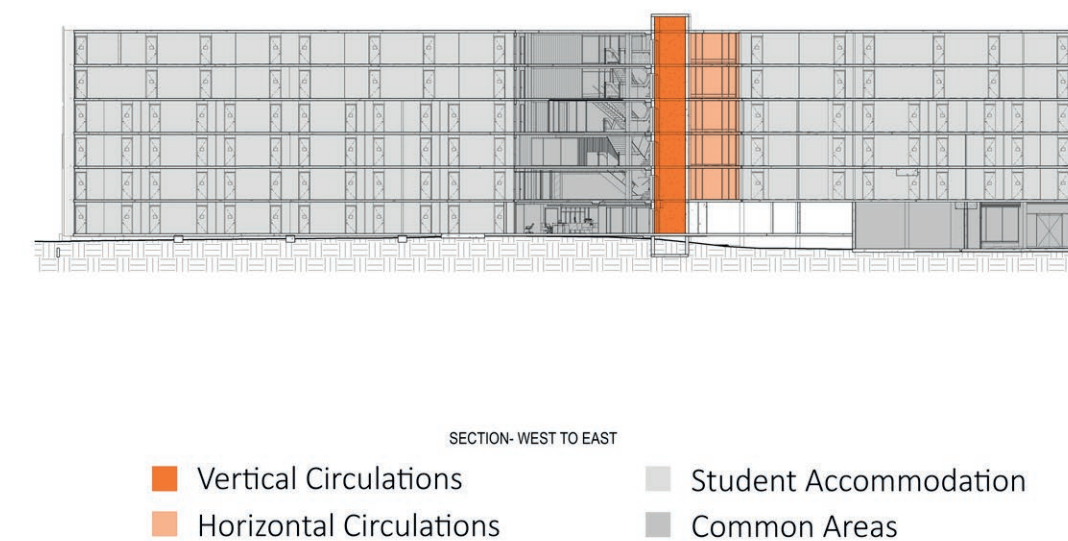 SECTION- WEST TO EAST
Vertical Circulations
Student Accommodation
Horizontal Circulations
Common Areas